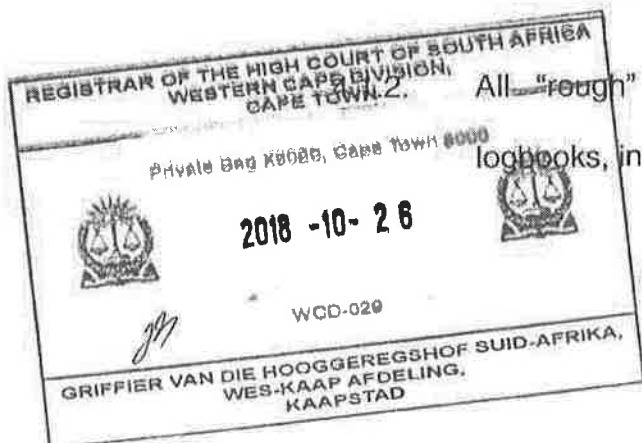 REGISTRAR OF THE HIGH COURT OF SOUTH AFRICA
WESTERN CAPE DIVISION,
CAPE TOWN.
.2. All "rough"
Private Bag X9020, Cape Town 8000
logbooks, in
2018 -10- 26
WCD-029
GRIFFIER VAN DIE HOOGGEREGSHOF SUID-AFRIKA,
WES-KAAP AFDELING,
KAAPSTAD